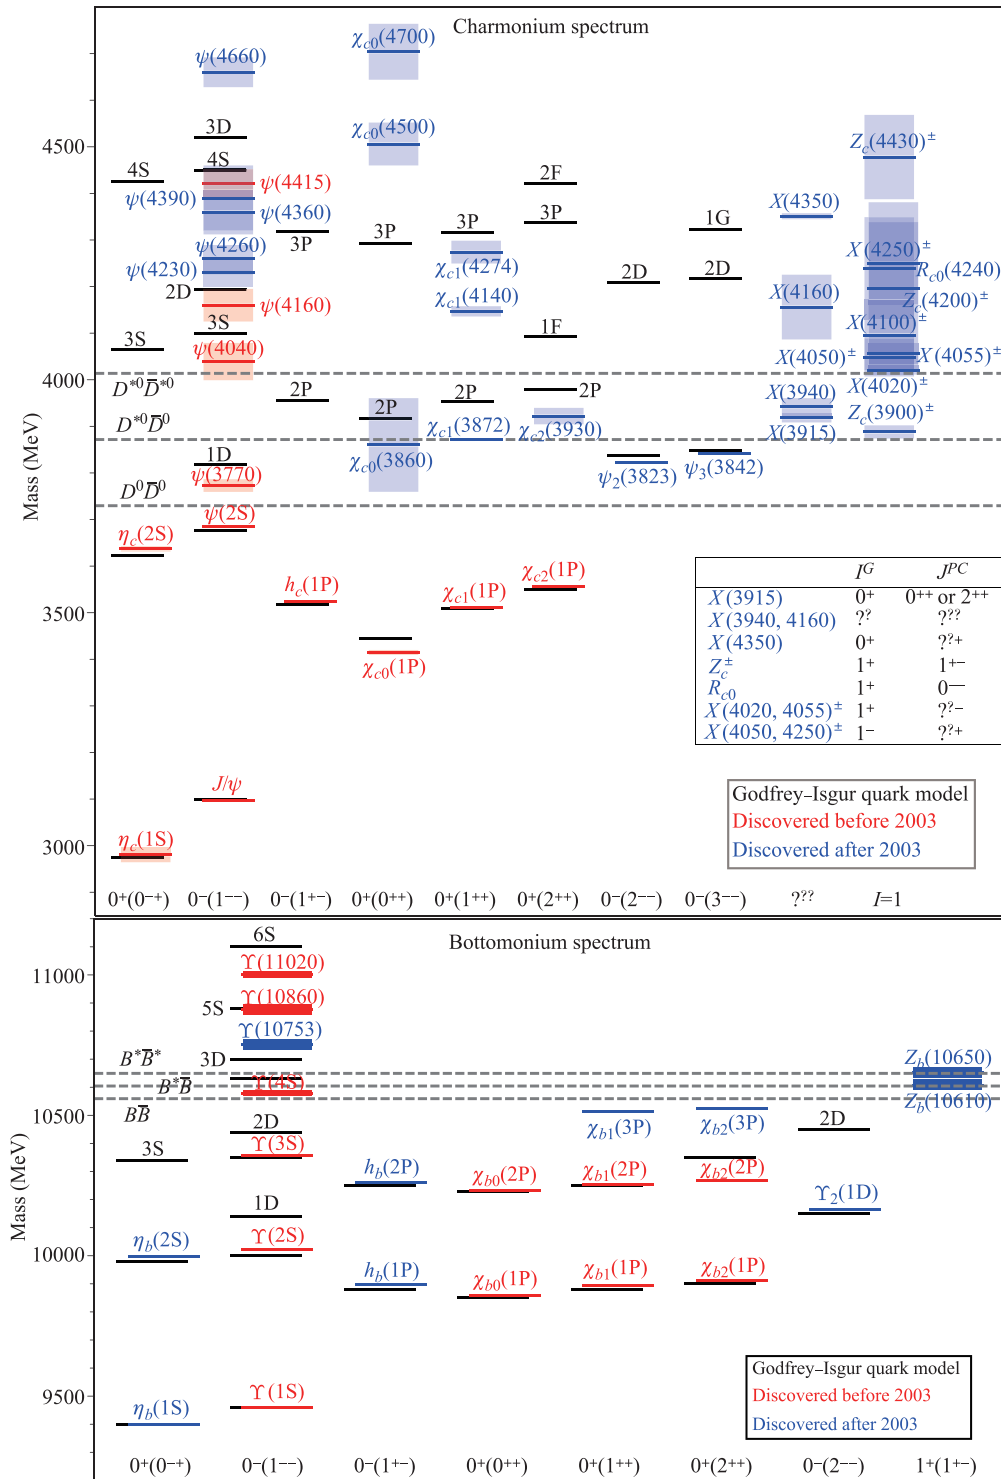 Charmonium spectrum
Mass (MeV)
4500
4000
3500
3000
ψ(4660)
χc0(4700)
3D
χc0(4500)
Zc(4430)±
4S
4S
ψ(4415)
2F
ψ(4390)
ψ(4360)
X(4350)
3P
3P
3P
3P
1G
ψ(4260)
X(4250)±
ψ(4230)
χc1(4274)
2D
2D
Rc0(4240)
2D
ψ(4160)
χc1(4140)
X(4160)
Zc(4200)±
3S
3S
1F
X(4100)±
ψ(4040)
X(4050)±
X(4055)±
D*0D̅*0
2P
2P
2P
2P
X(3940)
X(4020)±
D*0D̅0
χc1(3872)
χc2(3930)
X(3915)
Zc(3900)±
1D
χc0(3860)
ψ(3770)
ψ2(3823)
ψ3(3842)
D0D̅0
ψ(2S)
ηc(2S)
hc(1P)
χc1(1P)
χc2(1P)
χc0(1P)
J/ψ
ηc(1S)
IG JPC
X(3915) 0+ 0++ or 2++
X(3940, 4160) ?? ???
X(4350) 0+ ??+
Zc± 1+ 1+−
Rc0 1+ 0−−
X(4020, 4055)± 1+ ??−
X(4050, 4250)± 1− ??+
Godfrey–Isgur quark model
Discovered before 2003
Discovered after 2003
0+(0−+) 0−(1−−) 0−(1+−) 0+(0++) 0+(1++) 0+(2++) 0−(2−−) 0−(3−−) ??? I=1
Bottomonium spectrum
Mass (MeV)
11000
10500
10000
9500
6S
ϒ(11020)
ϒ(10860)
5S
ϒ(10753)
B*B̅*
3D
Zb(10650)
B*B̅
ϒ(4S)
Zb(10610)
BB̅
2D
χb1(3P)
χb2(3P)
2D
3S
ϒ(3S)
hb(2P)
χb0(2P)
χb1(2P)
χb2(2P)
1D
ϒ2(1D)
ηb(2S)
ϒ(2S)
hb(1P)
χb0(1P)
χb1(1P)
χb2(1P)
ηb(1S)
ϒ(1S)
Godfrey–Isgur quark model
Discovered before 2003
Discovered after 2003
0+(0−+) 0−(1−−) 0−(1+−) 0+(0++) 0+(1++) 0+(2++) 0−(2−−) 1+(1+−)